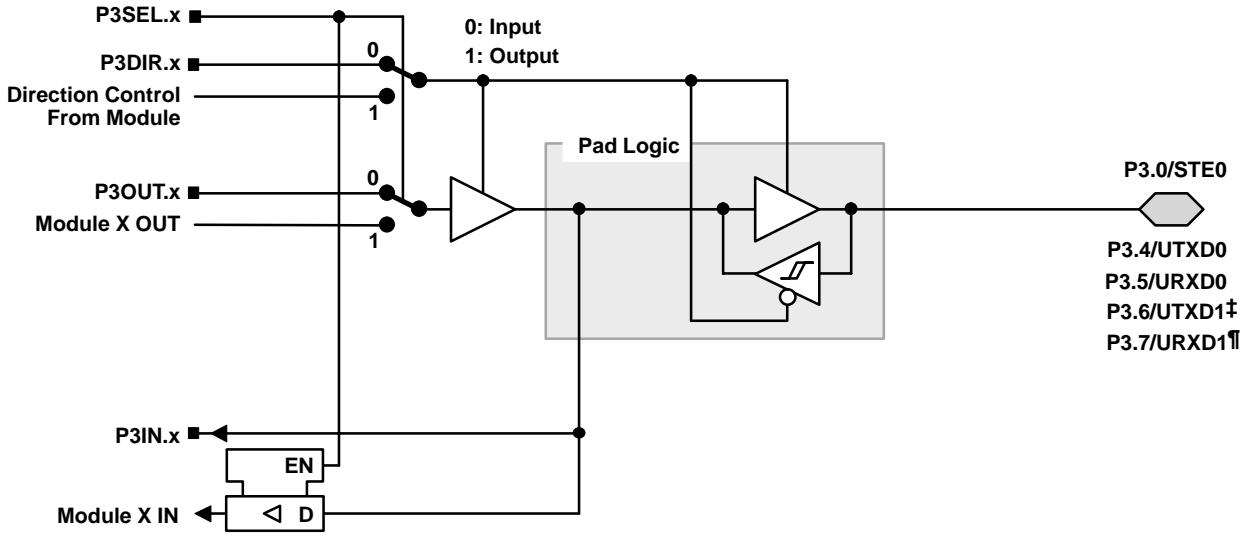 P3SEL.x
0: Input
1: Output
0
P3DIR.x
Direction Control
From Module
1
Pad Logic
P3.0/STE0
0
P3OUT.x
Module X OUT
1
P3.4/UTXD0
P3.5/URXD0
P3.6/UTXD1‡
P3.7/URXD1¶
P3IN.x
EN
Module X IN
D